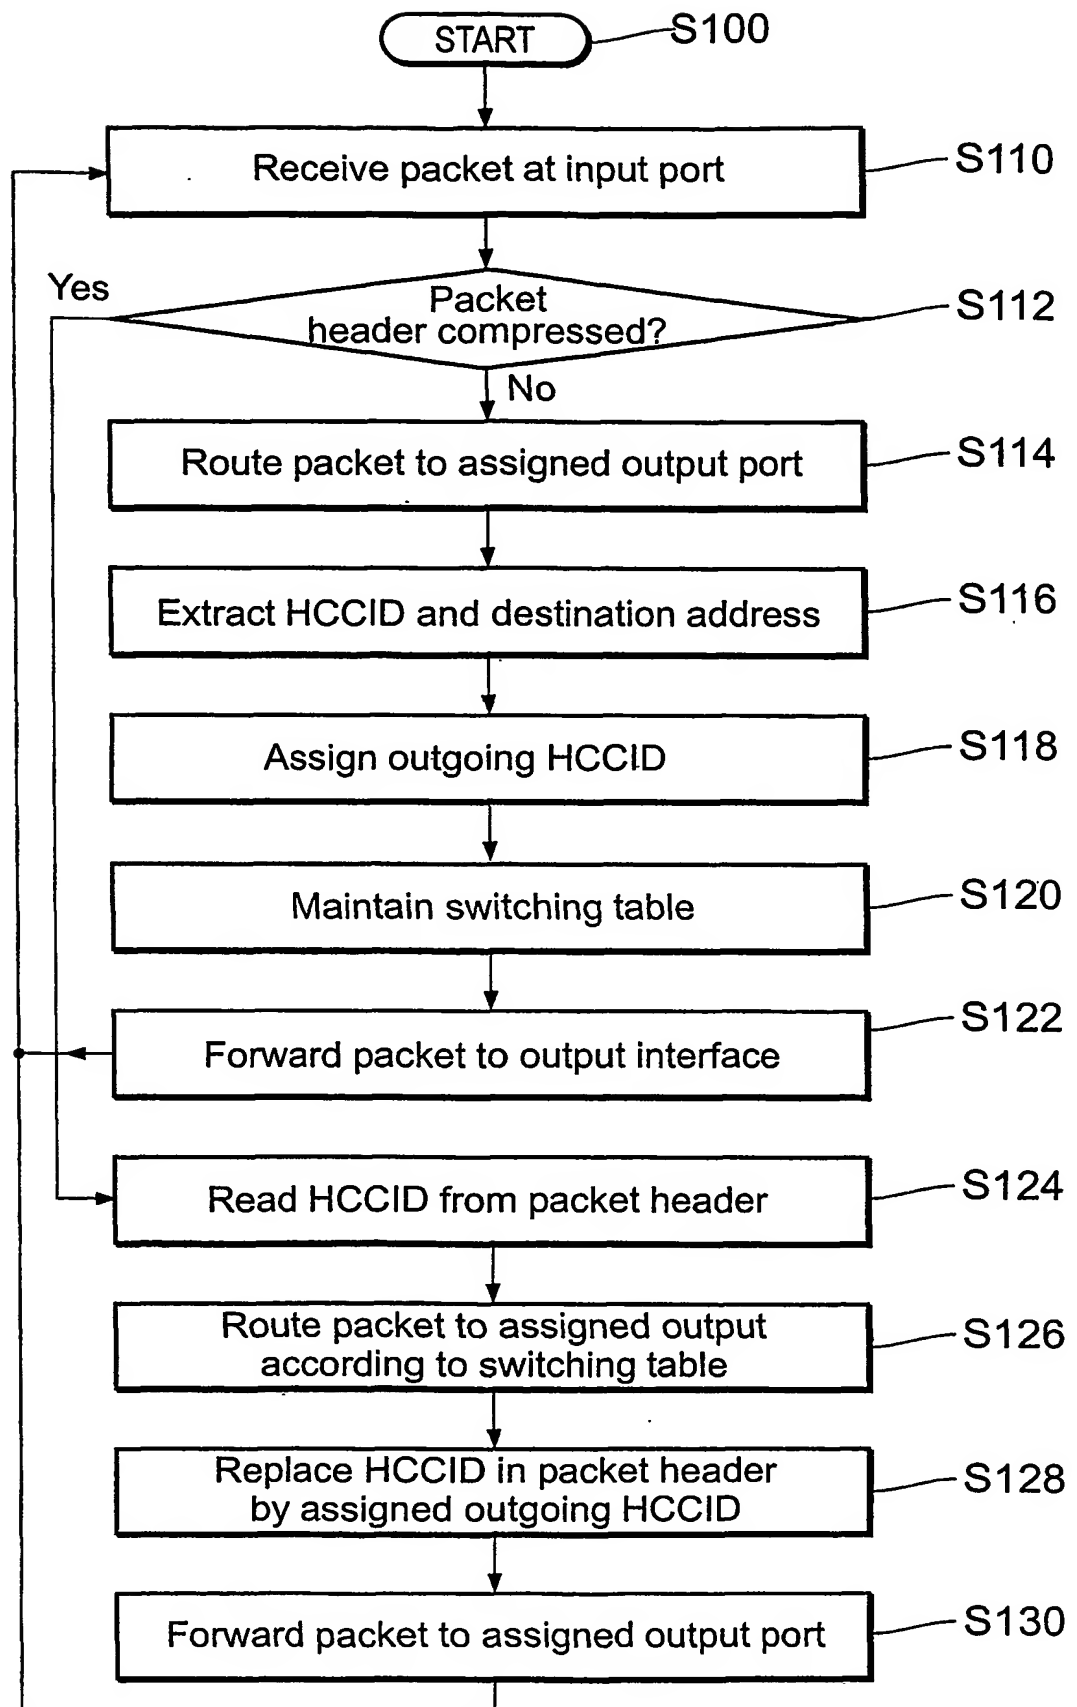 START
S100
Receive packet at input port
S110
Yes
Packet
header compressed?
S112
No
Route packet to assigned output port
S114
Extract HCCID and destination address
S116
Assign outgoing HCCID
S118
Maintain switching table
S120
Forward packet to output interface
S122
Read HCCID from packet header
S124
Route packet to assigned output
according to switching table
S126
Replace HCCID in packet header
by assigned outgoing HCCID
S128
Forward packet to assigned output port
S130